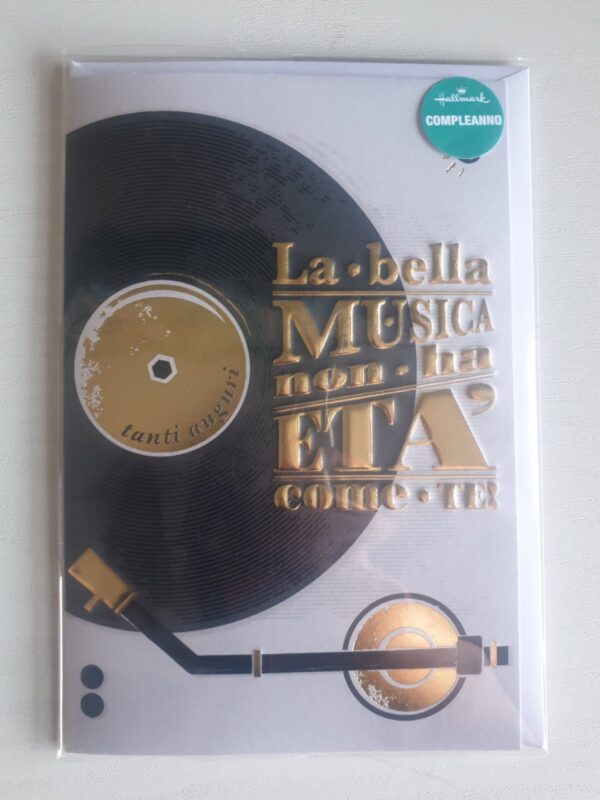 Hallmark
COMPLEANNO
La·bella
MUSICA
non·ha
ETA'
come·TE!
tanti auguri